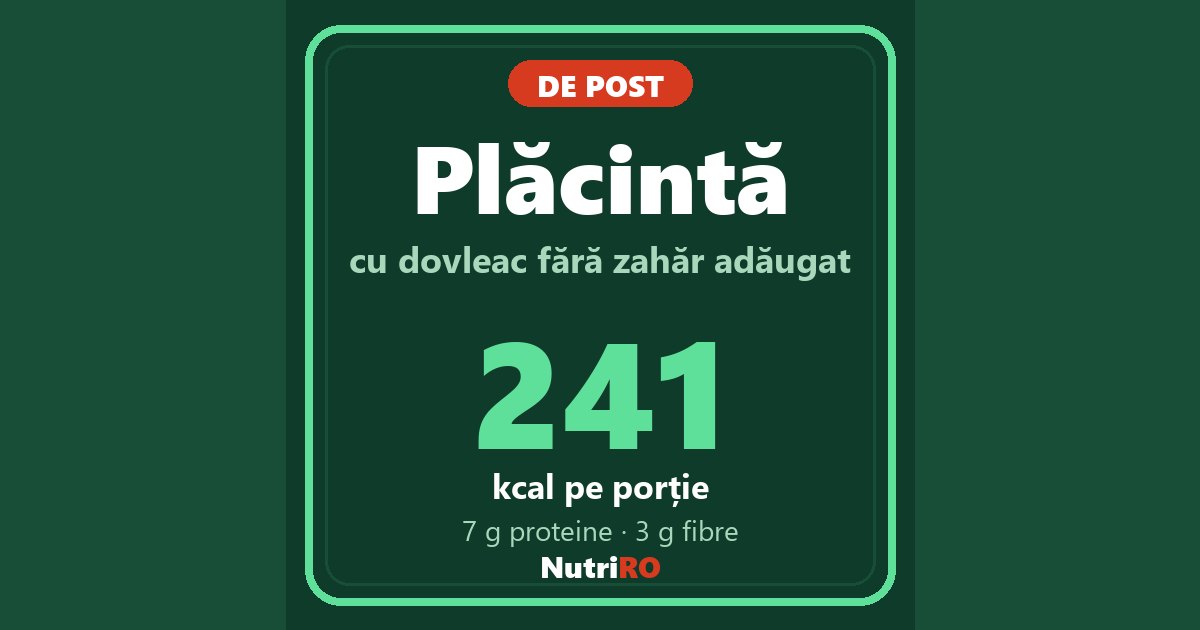 DE POST
Plăcintă
cu dovleac fără zahăr adăugat
241
kcal pe porție
7 g proteine · 3 g fibre
NutriRO